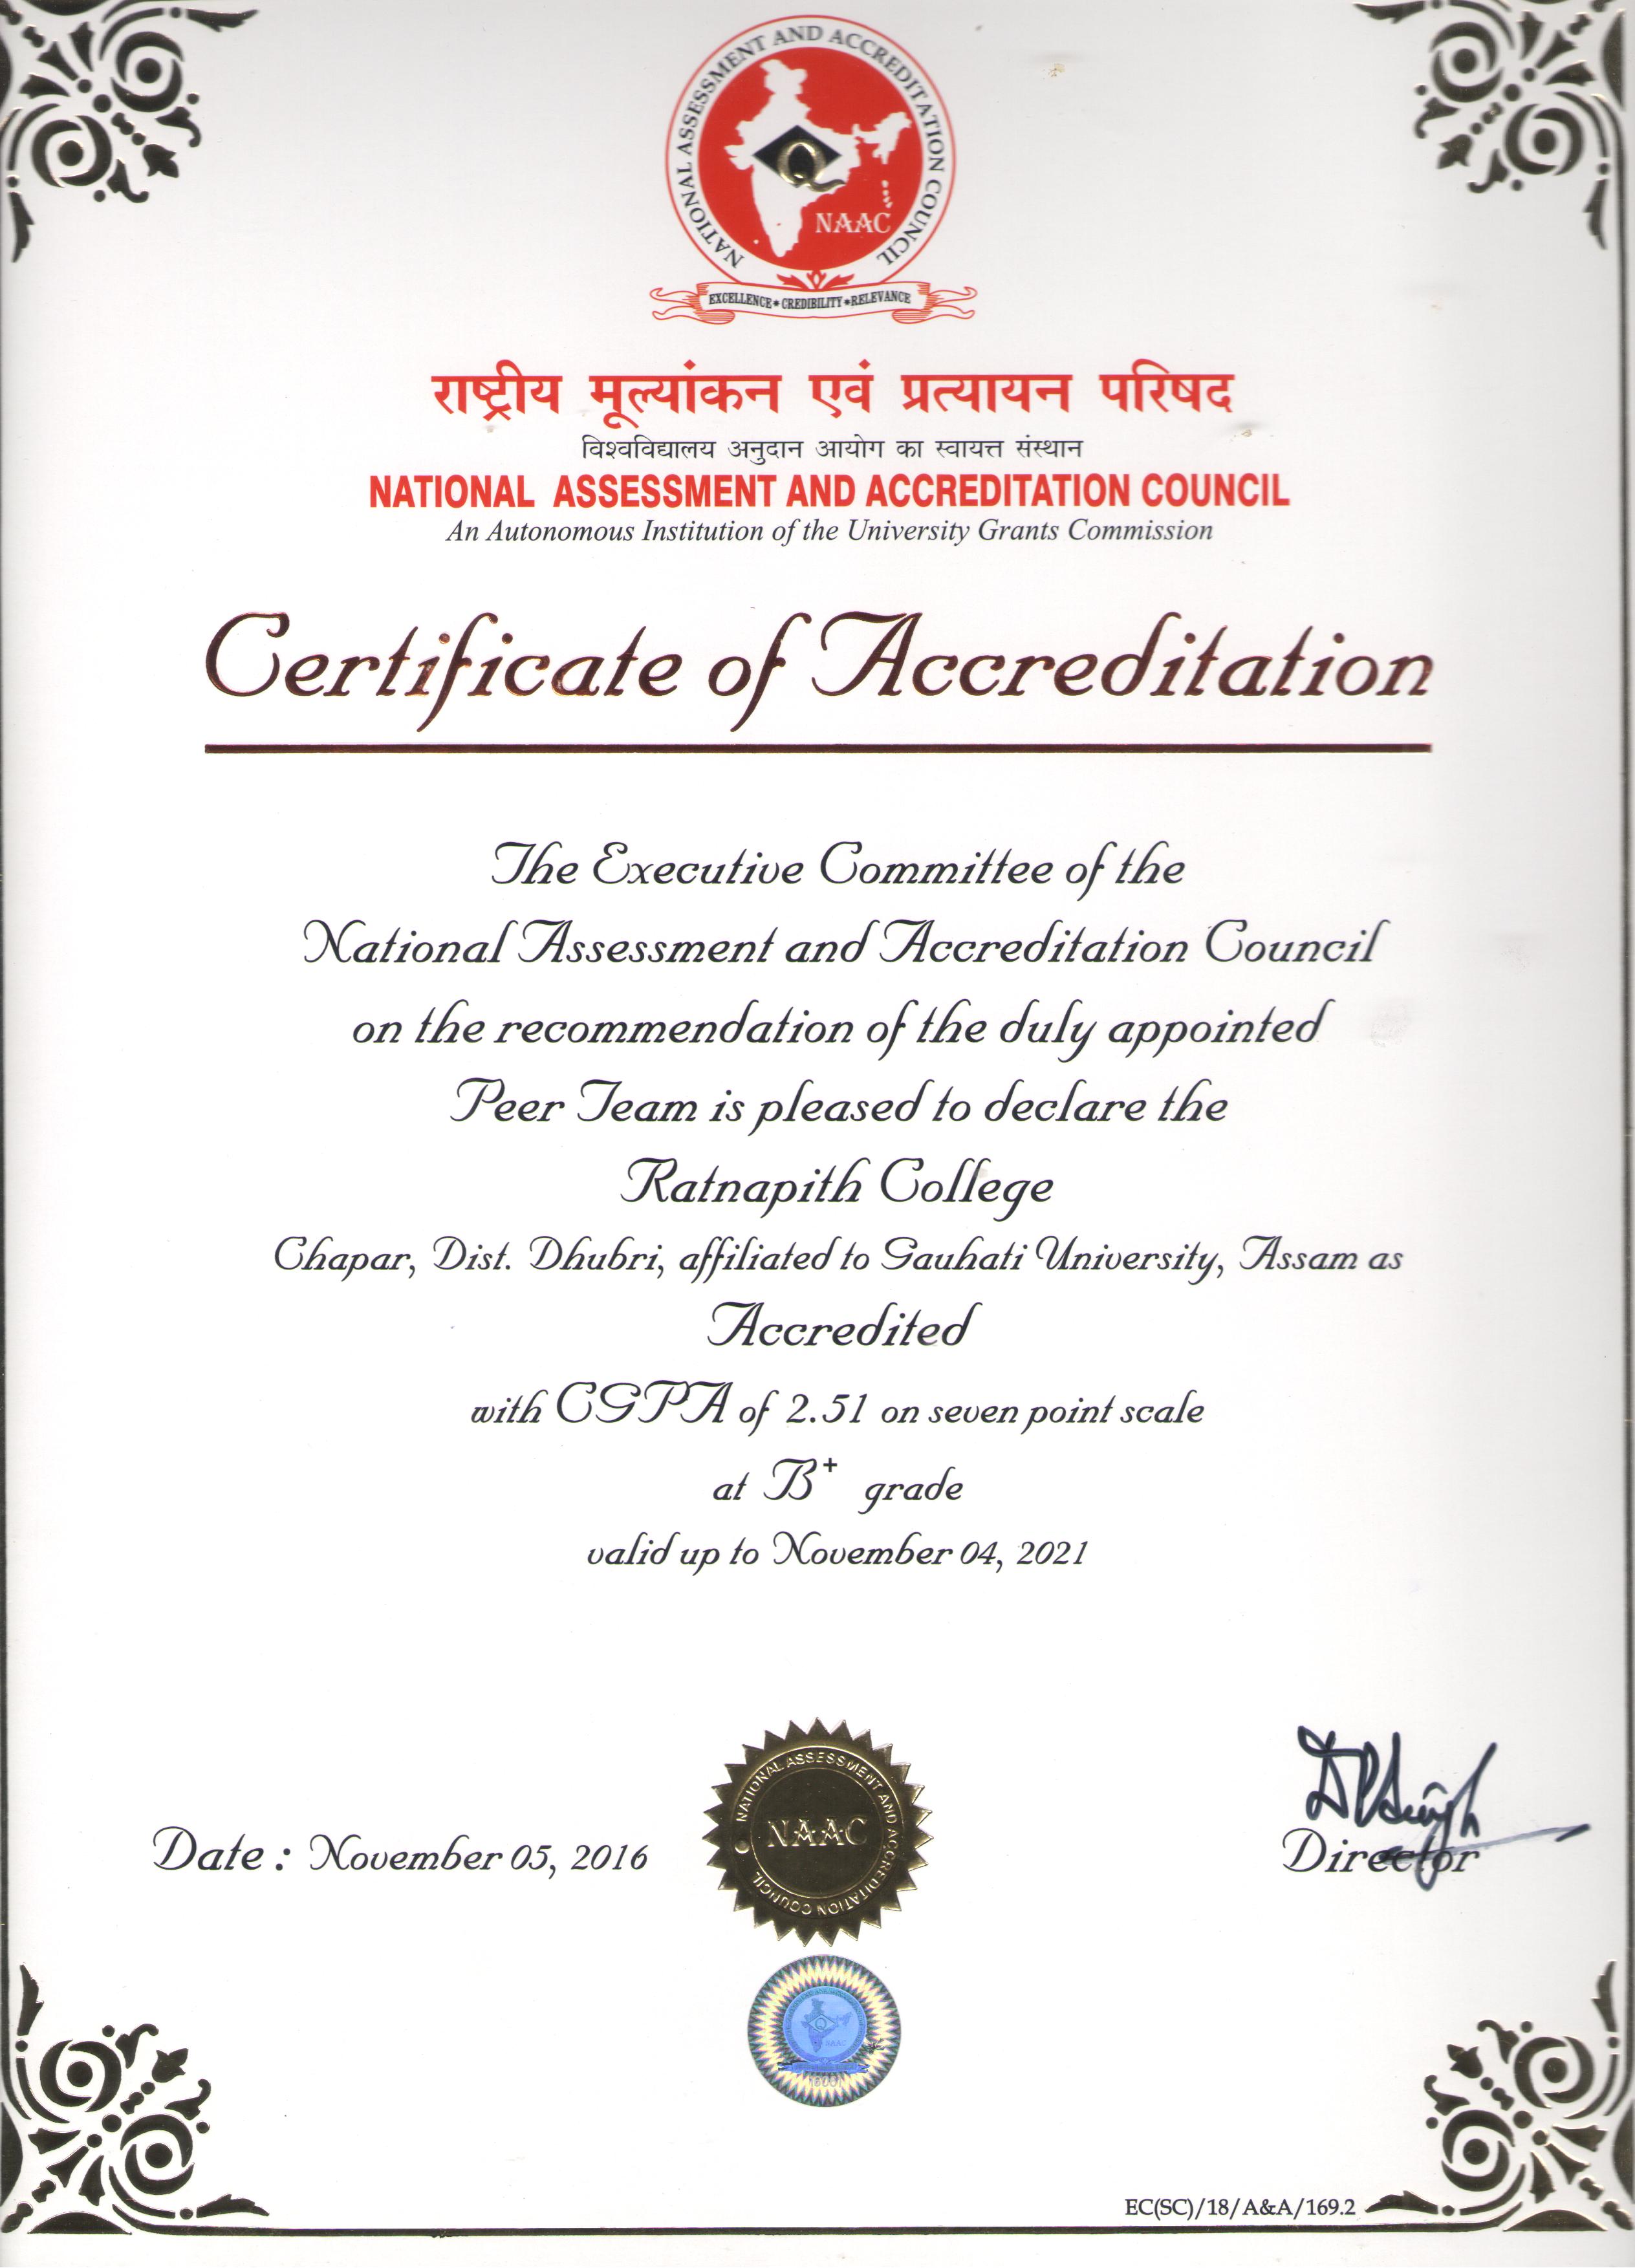 NATIONAL ASSESSMENT AND ACCREDITATION COUNCIL
Q
NAAC
EXCELLENCE * CREDIBILITY * RELEVANCE
राष्ट्रीय मूल्यांकन एवं प्रत्यायन परिषद
विश्वविद्यालय अनुदान आयोग का स्वायत्त संस्थान
NATIONAL ASSESSMENT AND ACCREDITATION COUNCIL
An Autonomous Institution of the University Grants Commission
Certificate of Accreditation
The Executive Committee of the
National Assessment and Accreditation Council
on the recommendation of the duly appointed
Peer Team is pleased to declare the
Ratnapith College
Chapar, Dist. Dhubri, affiliated to Gauhati University, Assam as
Accredited
with CGPA of 2.51 on seven point scale
at B+ grade
valid up to November 04, 2021
DPSingh
Date : November 05, 2016
NATIONAL ASSESSMENT AND ACCREDITATION COUNCIL
NAAC
Director
Q
NAAC
EC(SC)/18/A&A/169.2